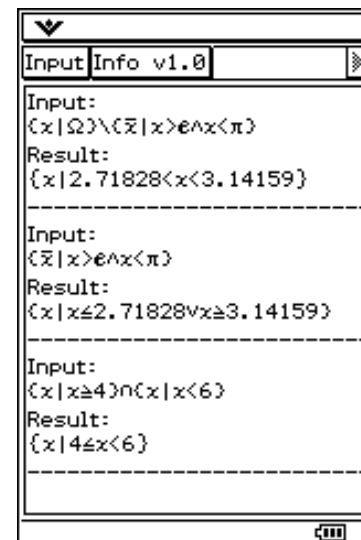 Input Info v1.0
Input:
{x|Ω}\{x̅|x>e∧x<π}
Result:
{x|2.71828<x<3.14159}
Input:
{x̅|x>e∧x<π}
Result:
{x|x≤2.71828∨x≥3.14159}
Input:
{x|x≥4}∩{x|x<6}
Result:
{x|4≤x<6}